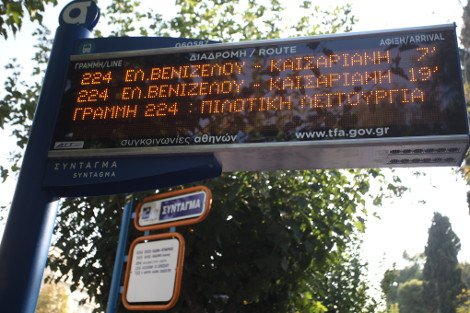 ΓΡΑΜΜΗ/LINE ΔΙΑΔΡΟΜΗ / ROUTE ΑΦΙΞΗ/ARRIVAL
224 ΕΛ.ΒΕΝΙΖΕΛΟΥ - ΚΑΙΣΑΡΙΑΝΗ 7'
224 ΕΛ.ΒΕΝΙΖΕΛΟΥ - ΚΑΙΣΑΡΙΑΝΗ 19'
ΓΡΑΜΜΗ 224 : ΠΙΛΟΤΙΚΗ ΛΕΙΤΟΥΡΓΙΑ
συγκοινωνίες αθηνών www.tfa.gov.gr
ΣΥΝΤΑΓΜΑ
SYNTAGMA
ΣΥΝΤΑΓΜΑ